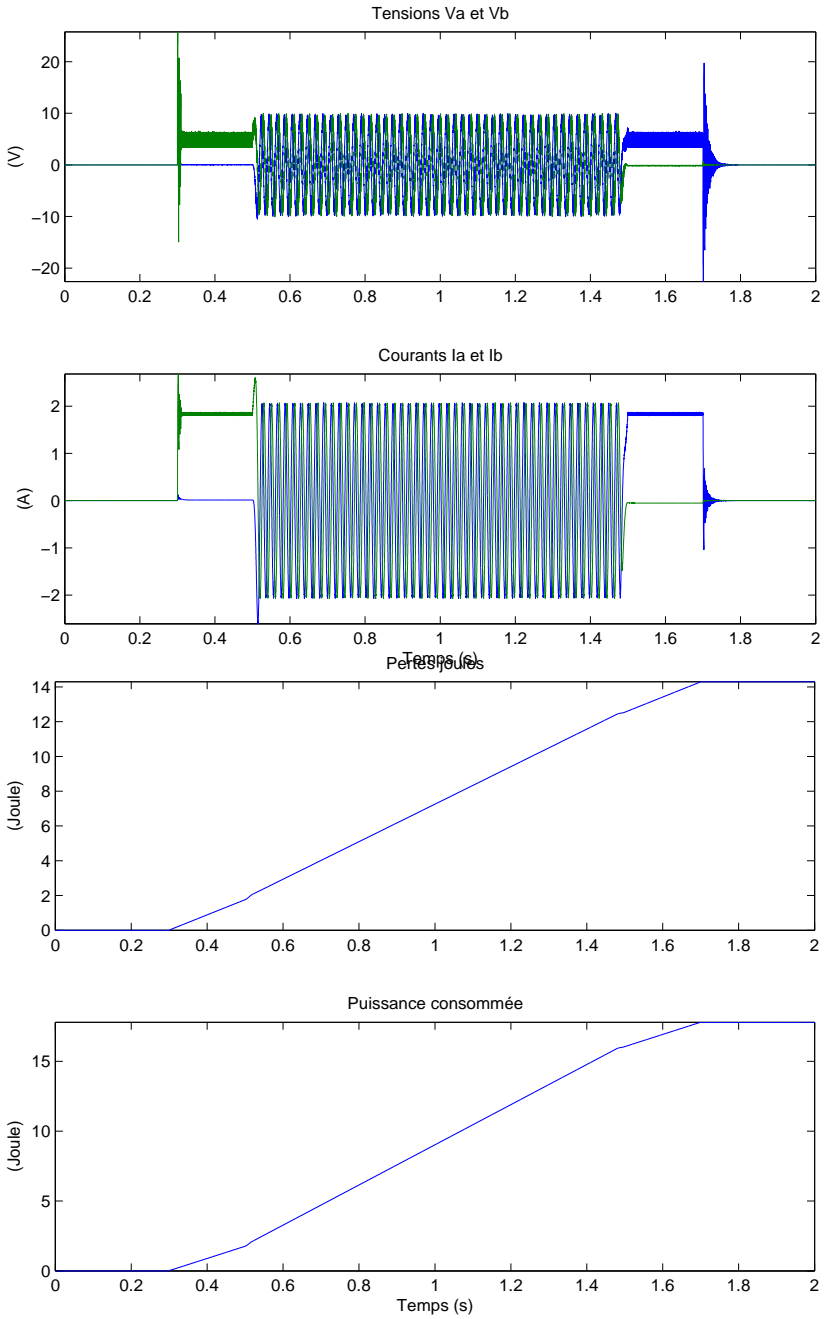 Tensions Va et Vb
(V)
20
10
0
−10
−20
0 0.2 0.4 0.6 0.8 1 1.2 1.4 1.6 1.8 2
Courants Ia et Ib
(A)
2
1
0
−1
−2
0 0.2 0.4 0.6 0.8 1 1.2 1.4 1.6 1.8 2
Temps (s)
Pertes joules
(Joule)
14
12
10
8
6
4
2
0
0 0.2 0.4 0.6 0.8 1 1.2 1.4 1.6 1.8 2
Puissance consommée
(Joule)
15
10
5
0
0 0.2 0.4 0.6 0.8 1 1.2 1.4 1.6 1.8 2
Temps (s)